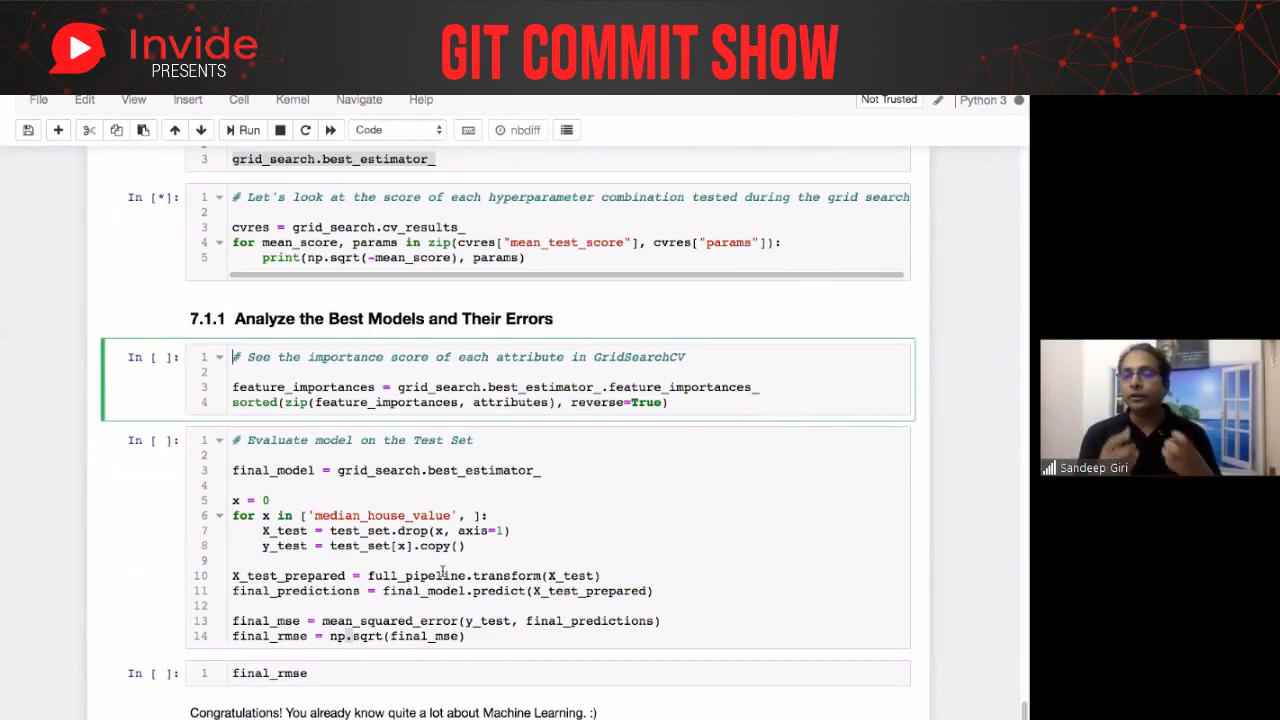 Invide
PRESENTS
GIT COMMIT SHOW
File Edit View Insert Cell Kernel Navigate Help
Not Trusted Python 3
Run Code nbdiff
3 grid_search.best_estimator_
In [*]: 1 # Let's look at the score of each hyperparameter combination tested during the grid search
2
3 cvres = grid_search.cv_results_
4 for mean_score, params in zip(cvres["mean_test_score"], cvres["params"]):
5 print(np.sqrt(-mean_score), params)
7.1.1 Analyze the Best Models and Their Errors
In [ ]: 1 # See the importance score of each attribute in GridSearchCV
2
3 feature_importances = grid_search.best_estimator_.feature_importances_
4 sorted(zip(feature_importances, attributes), reverse=True)
In [ ]: 1 # Evaluate model on the Test Set
2
3 final_model = grid_search.best_estimator_
4
5 x = 0
6 for x in ['median_house_value', ]:
7 X_test = test_set.drop(x, axis=1)
8 y_test = test_set[x].copy()
9
10 X_test_prepared = full_pipeline.transform(X_test)
11 final_predictions = final_model.predict(X_test_prepared)
12
13 final_mse = mean_squared_error(y_test, final_predictions)
14 final_rmse = np.sqrt(final_mse)
In [ ]: 1 final_rmse
Congratulations! You already know quite a lot about Machine Learning. :)
Sandeep Giri